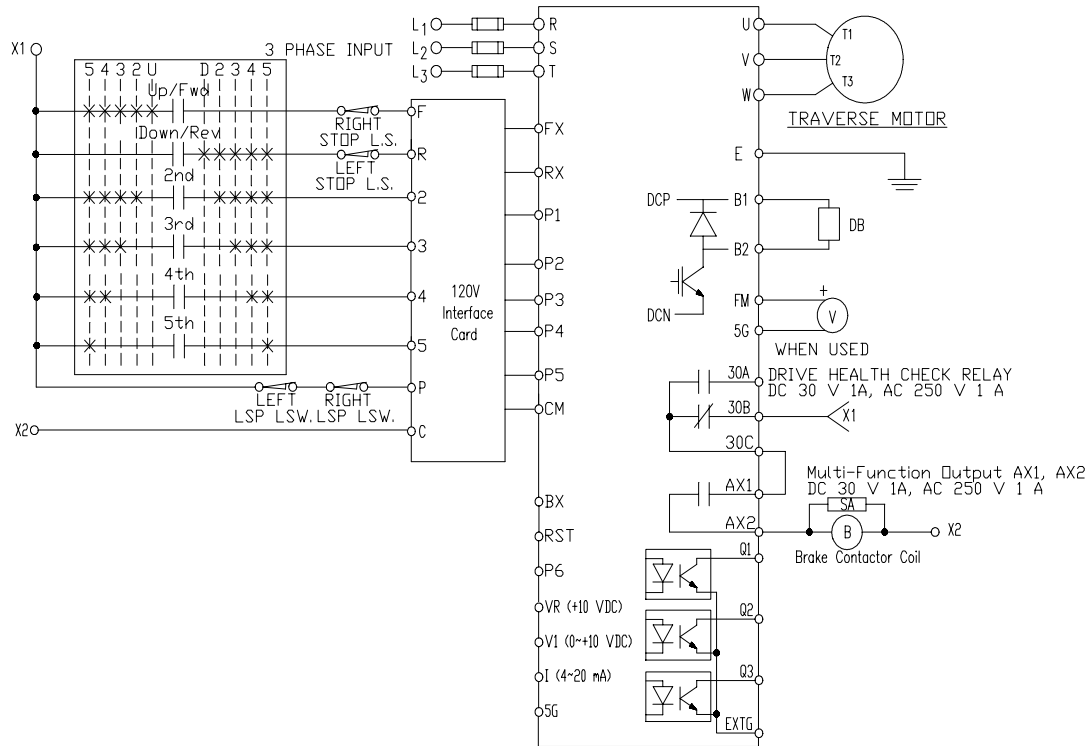 X1
3 PHASE INPUT
5 4 3 2 U D 2 3 4 5
Up/Fwd
Down/Rev
2nd
3rd
4th
5th
RIGHT
STOP L.S.
LEFT
STOP L.S.
LEFT
LSP LSW.
RIGHT
LSP LSW.
X2
L1
L2
L3
F
R
2
3
4
5
P
C
120V
Interface
Card
R
S
T
FX
RX
P1
P2
P3
P4
P5
CM
BX
RST
P6
VR (+10 VDC)
V1 (0~+10 VDC)
I (4~20 mA)
5G
U
V
W
T1
T2
T3
TRAVERSE MOTOR
E
DCP
B1
B2
DB
DCN
FM
+
V
5G
WHEN USED
30A
DRIVE HEALTH CHECK RELAY
DC 30 V 1A, AC 250 V 1 A
30B
X1
30C
Multi-Function Output AX1, AX2
DC 30 V 1A, AC 250 V 1 A
AX1
SA
AX2
B
X2
Brake Contactor Coil
Q1
Q2
Q3
EXTG